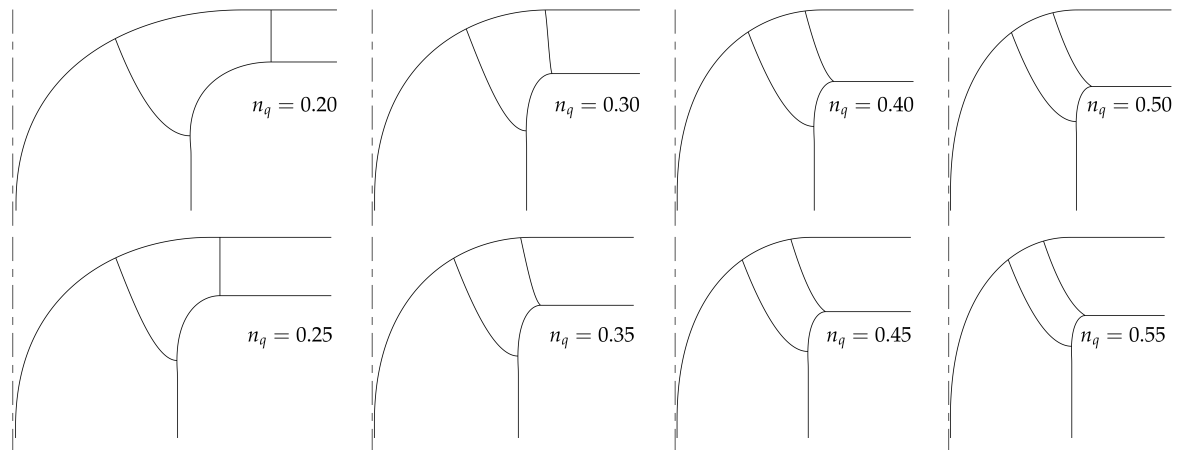 n_q = 0.20
n_q = 0.30
n_q = 0.40
n_q = 0.50
n_q = 0.25
n_q = 0.35
n_q = 0.45
n_q = 0.55